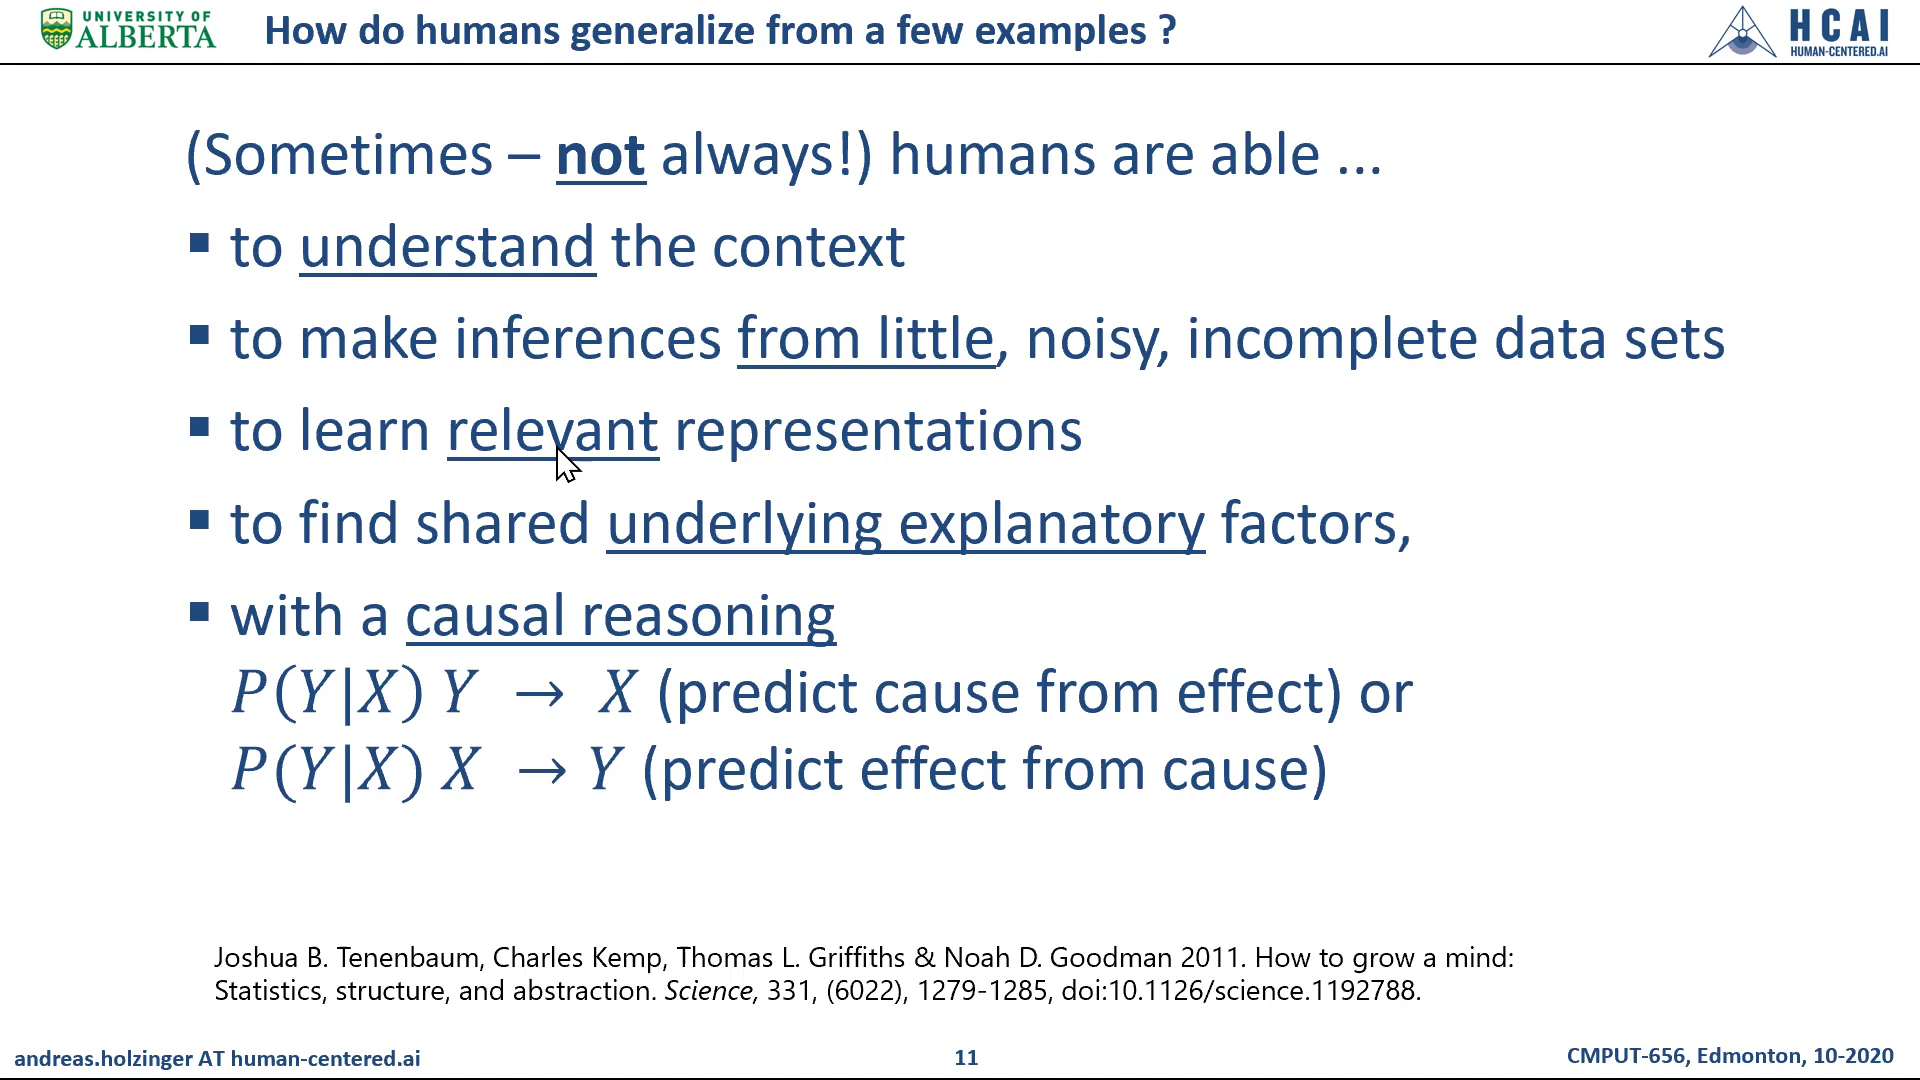 UNIVERSITY OF
ALBERTA
How do humans generalize from a few examples ?
HCAI
HUMAN-CENTERED.AI
(Sometimes – not always!) humans are able ...
▪ to understand the context
▪ to make inferences from little, noisy, incomplete data sets
▪ to learn relevant representations
▪ to find shared underlying explanatory factors,
▪ with a causal reasoning
P(Y|X) Y → X (predict cause from effect) or
P(Y|X) X → Y (predict effect from cause)
Joshua B. Tenenbaum, Charles Kemp, Thomas L. Griffiths & Noah D. Goodman 2011. How to grow a mind:
Statistics, structure, and abstraction. Science, 331, (6022), 1279-1285, doi:10.1126/science.1192788.
andreas.holzinger AT human-centered.ai
11
CMPUT-656, Edmonton, 10-2020